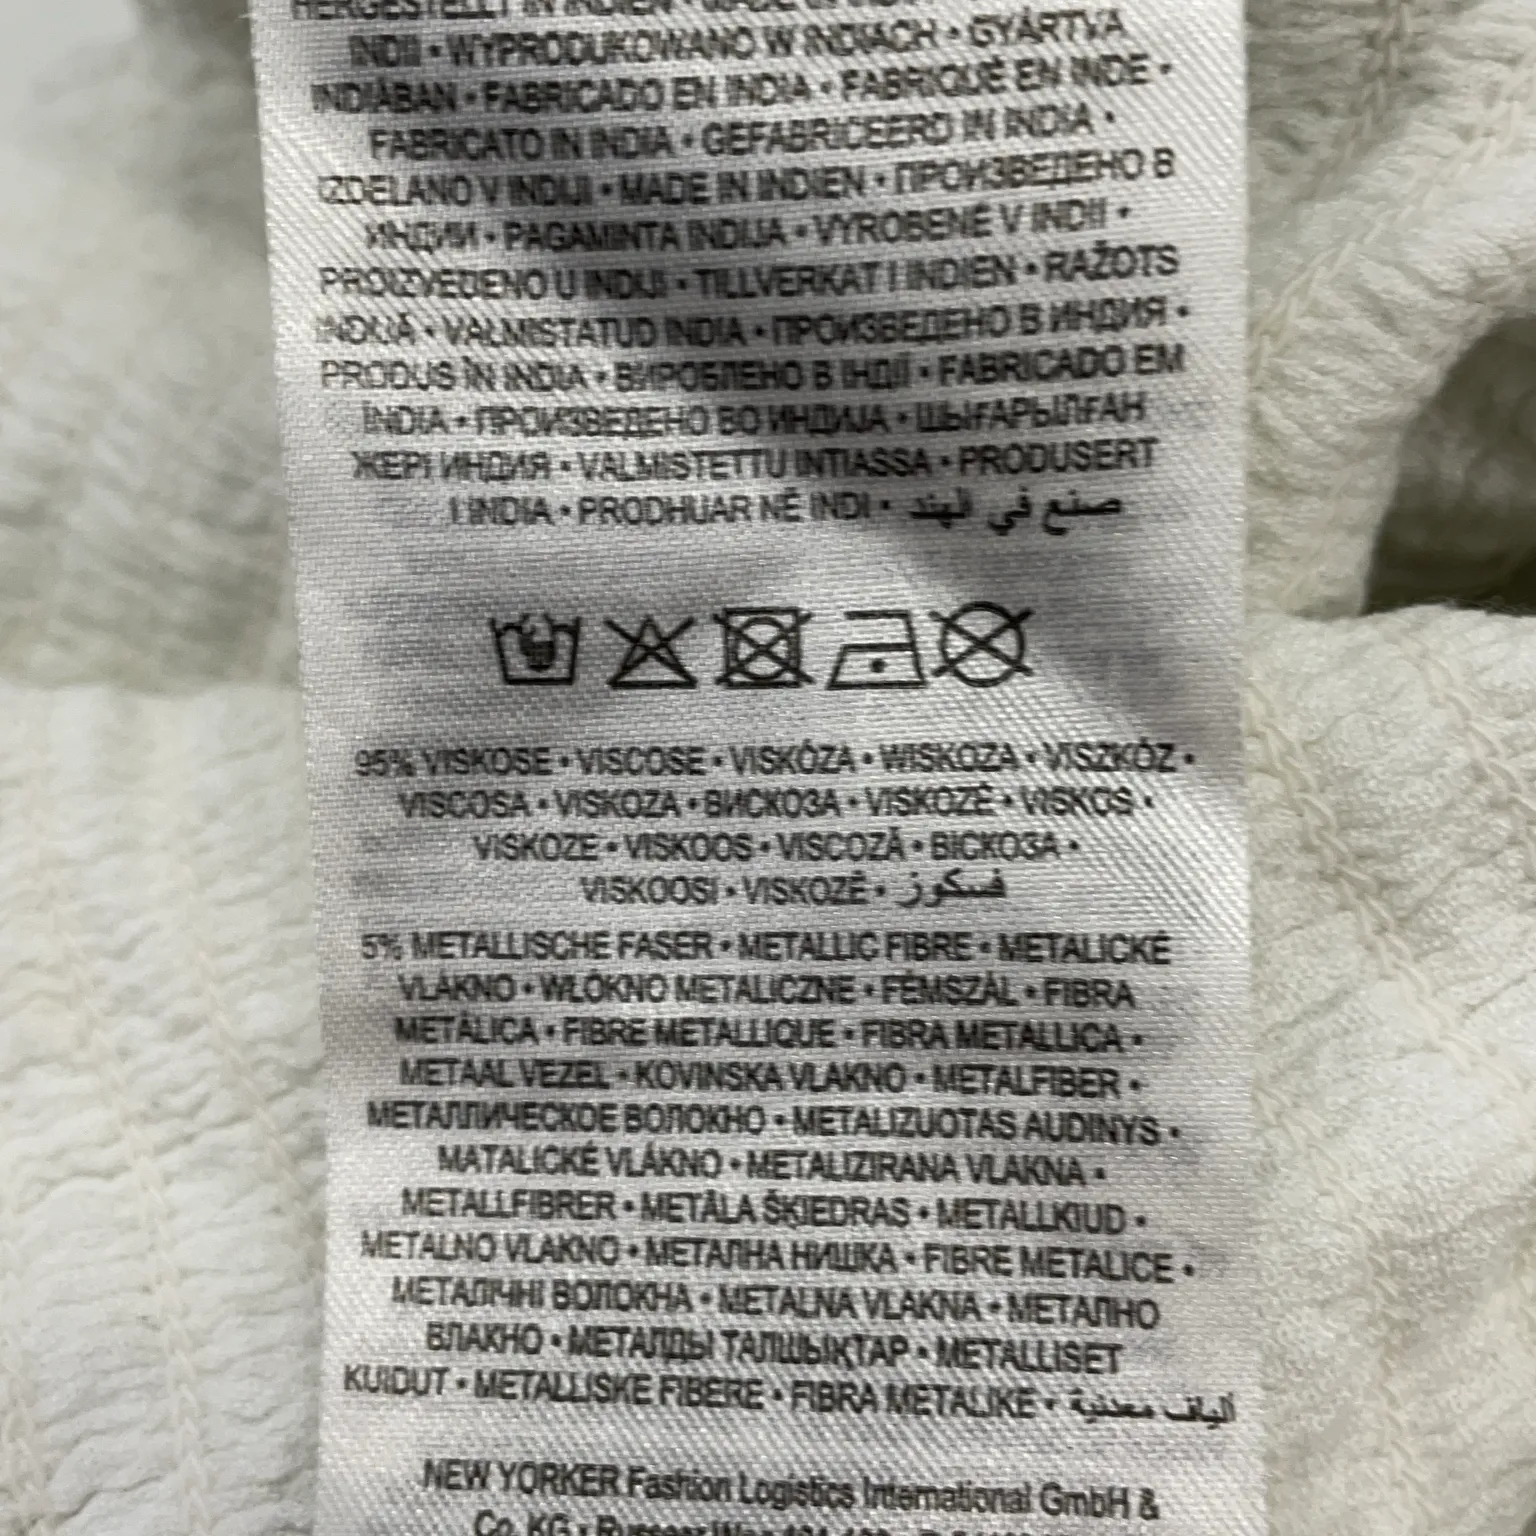 HERGESTELLT IN INDIEN • MADE IN
INDII • WYPRODUKOWANO W INDIACH • GYÁRTVA
INDIÁBAN • FABRICADO EN INDIA • FABRIQUÉ EN INDE •
FABRICATO IN INDIA • GEFABRICEERD IN INDIA •
IZDELANO V INDIJI • MADE IN INDIEN • ПРОИЗВЕДЕНО В
ИНДИИ • PAGAMINTA INDIJA • VYROBENÉ V INDII •
PROIZVEDENO U INDIJI • TILLVERKAT I INDIEN • RAŽOTS
INDIJĀ • VALMISTATUD INDIA • ПРОИЗВЕДЕНО В ИНДИЯ •
PRODUS ÎN INDIA • ВИРОБЛЕНО В ІНДІЇ • FABRICADO EM
ÍNDIA • ПРОИЗВЕДЕНО ВО ИНДИЈА • ШЫҒАРЫЛҒАН
ЖЕРІ ИНДИЯ • VALMISTETTU INTIASSA • PRODUSERT
I INDIA • PRODHUAR NË INDI • صنع في الهند
95% VISKOSE • VISCOSE • VISKÓZA • WISKOZA • VISZKÓZ •
VISCOSA • VISKOZA • ВИСКОЗА • VISKOZĖ • VISKOS •
VISKOZE • VISKOOS • VISCOZĂ • ВІСКОЗА •
VISKOOSI • VISKOZË • فسكوز
5% METALLISCHE FASER • METALLIC FIBRE • METALICKÉ
VLÁKNO • WŁÓKNO METALICZNE • FÉMSZÁL • FIBRA
METÁLICA • FIBRE METALLIQUE • FIBRA METALLICA •
METAAL VEZEL • KOVINSKA VLAKNO • METALFIBER •
МЕТАЛЛИЧЕСКОЕ ВОЛОКНО • METALIZUOTAS AUDINYS •
MATALICKÉ VLÁKNO • METALIZIRANA VLAKNA •
METALLFIBRER • METĀLA ŠĶIEDRAS • METALLKIUD •
METALNO VLAKNO • МЕТАЛНА НИШКА • FIBRE METALICE •
МЕТАЛІЧНІ ВОЛОКНА • METALNA VLAKNA • МЕТАЛНО
ВЛАКНО • МЕТАЛДЫ ТАЛШЫҚТАР • METALLISET
KUIDUT • METALLISKE FIBERE • FIBRA METALIKE • ألياف معدنية
NEW YORKER Fashion Logistics International GmbH &
Co. KG •